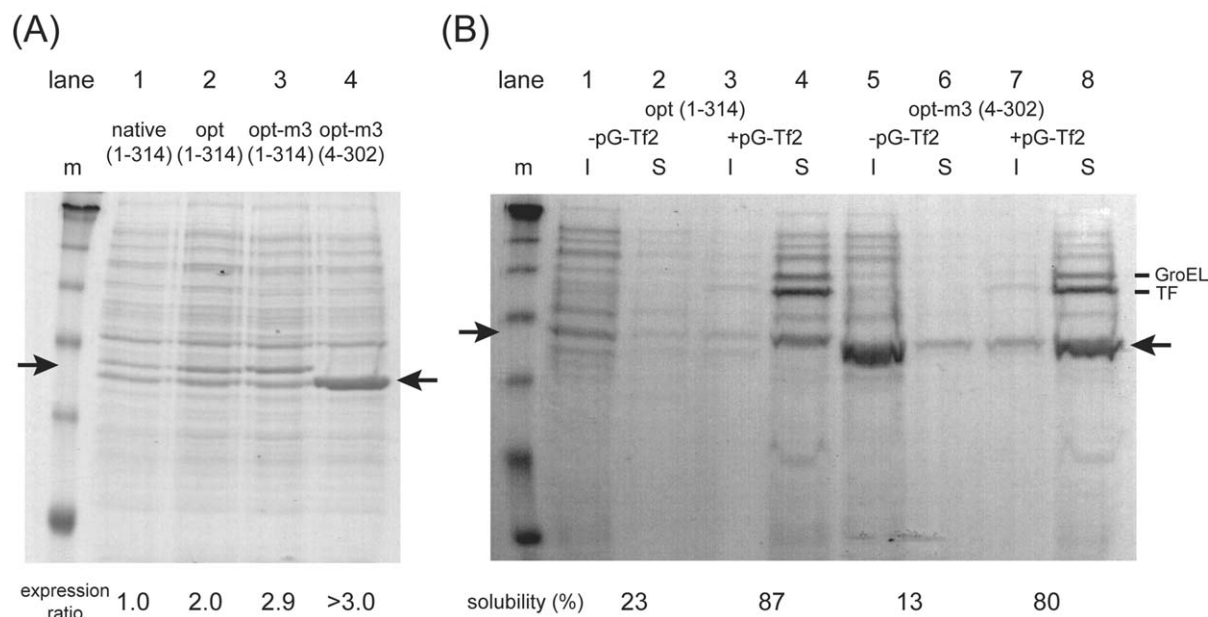 (A)
lane 1 2 3 4
native opt opt-m3 opt-m3
(1-314) (1-314) (1-314) (4-302)
m
expression ratio 1.0 2.0 2.9 >3.0
(B)
lane 1 2 3 4 5 6 7 8
opt (1-314) opt-m3 (4-302)
-pG-Tf2 +pG-Tf2 -pG-Tf2 +pG-Tf2
m I S I S I S I S
GroEL
TF
solubility (%) 23 87 13 80